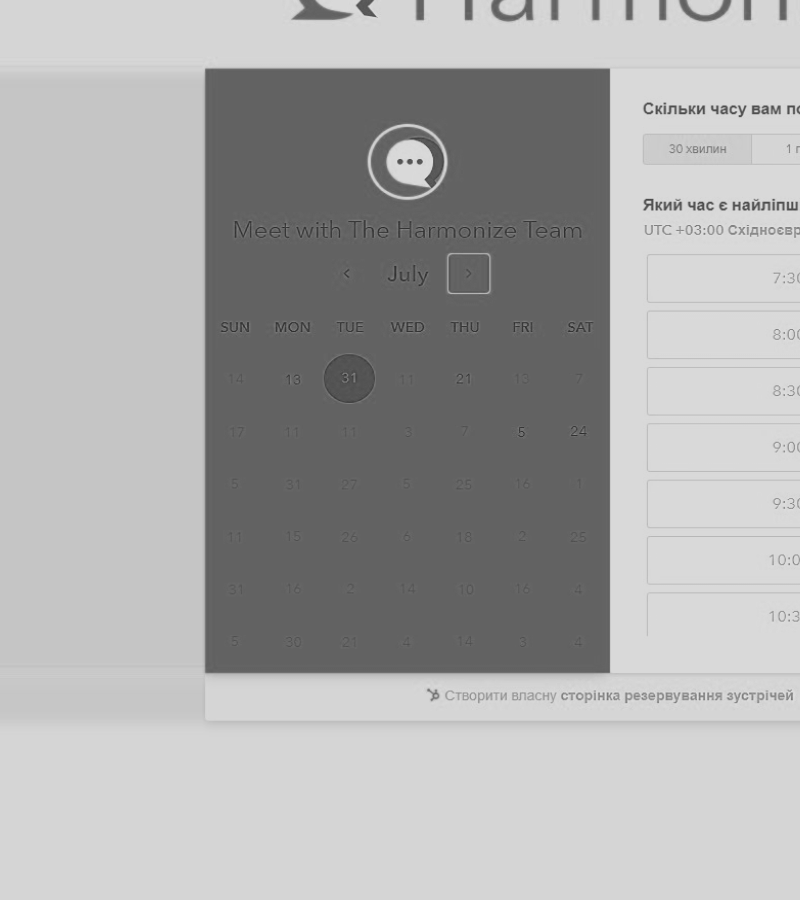 Harmon
Meet with The Harmonize Team
July
SUN MON TUE WED THU FRI SAT
14 13 31 11 21 13 7
17 11 11 3 7 5 24
5 31 27 5 25 16 1
11 15 26 6 18 2 25
31 16 2 14 10 16 4
5 30 21 4 14 3 4
Скільки часу вам по
30 хвилин 1 г
Який час є найліпш
UTC +03:00 Східноєвр
7:30
8:00
8:30
9:00
9:30
10:0
10:3
Створити власну сторінка резервування зустрічей